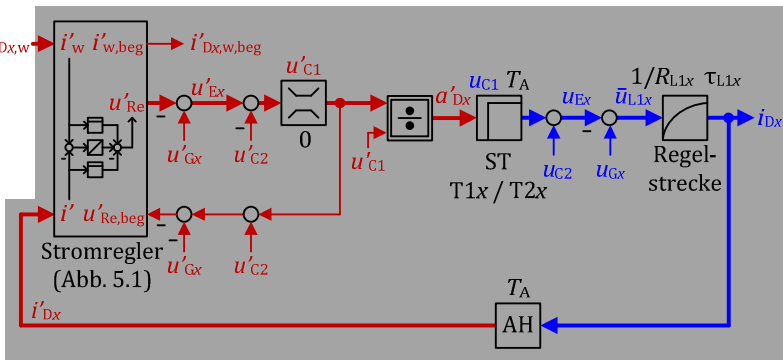 Dx,w
i'w i'w,beg
i'Dx,w,beg
u'Re
u'Ex
u'C1
u'Gx
u'C2
0
u'C1
a'Dx
uC1 TA
ST
T1x / T2x
uEx
uC2
uGx
ūL1x
1/RL1x τL1x
Regel-
strecke
iDx
i' u'Re,beg
u'Gx
u'C2
Stromregler
(Abb. 5.1)
i'Dx
TA
AH